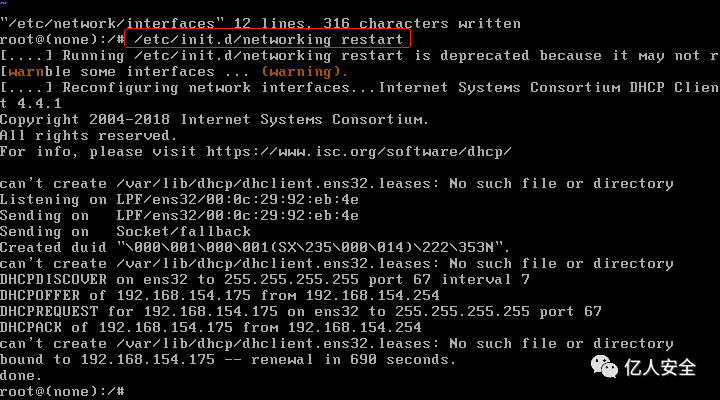 ~
"/etc/network/interfaces" 12 lines, 316 characters written
root@(none):/# /etc/init.d/networking restart
[....] Running /etc/init.d/networking restart is deprecated because it may not r
[warnble some interfaces ... (warning).
[....] Reconfiguring network interfaces...Internet Systems Consortium DHCP Clien
t 4.4.1
Copyright 2004-2018 Internet Systems Consortium.
All rights reserved.
For info, please visit https://www.isc.org/software/dhcp/
can't create /var/lib/dhcp/dhclient.ens32.leases: No such file or directory
Listening on LPF/ens32/00:0c:29:92:eb:4e
Sending on   LPF/ens32/00:0c:29:92:eb:4e
Sending on   Socket/fallback
Created duid "\000\001\000\001(SX\235\000\014)\222\353N".
can't create /var/lib/dhcp/dhclient.ens32.leases: No such file or directory
DHCPDISCOVER on ens32 to 255.255.255.255 port 67 interval 7
DHCPOFFER of 192.168.154.175 from 192.168.154.254
DHCPREQUEST for 192.168.154.175 on ens32 to 255.255.255.255 port 67
DHCPACK of 192.168.154.175 from 192.168.154.254
can't create /var/lib/dhcp/dhclient.ens32.leases: No such file or directory
bound to 192.168.154.175 -- renewal in 690 seconds.
done.
root@(none):/#
亿人安全